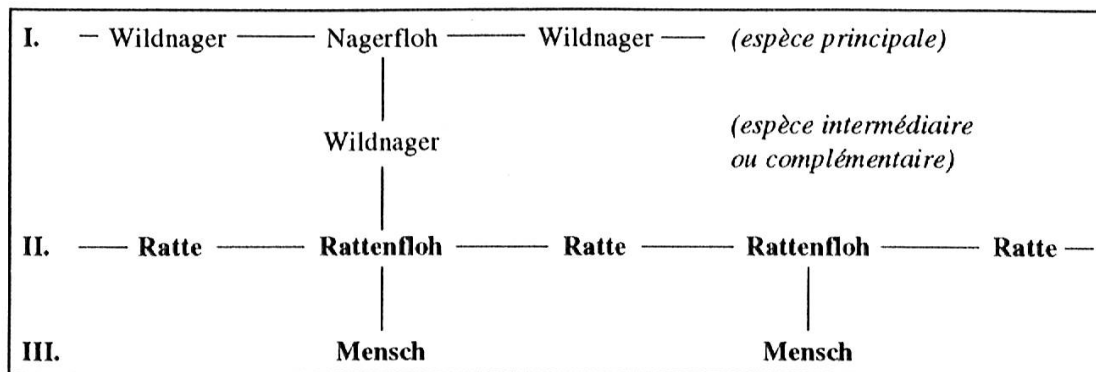 I. Wildnager Nagerfloh Wildnager (espèce principale)
Wildnager (espèce intermédiaire
ou complémentaire)
II. Ratte Rattenfloh Ratte Rattenfloh Ratte
III. Mensch Mensch